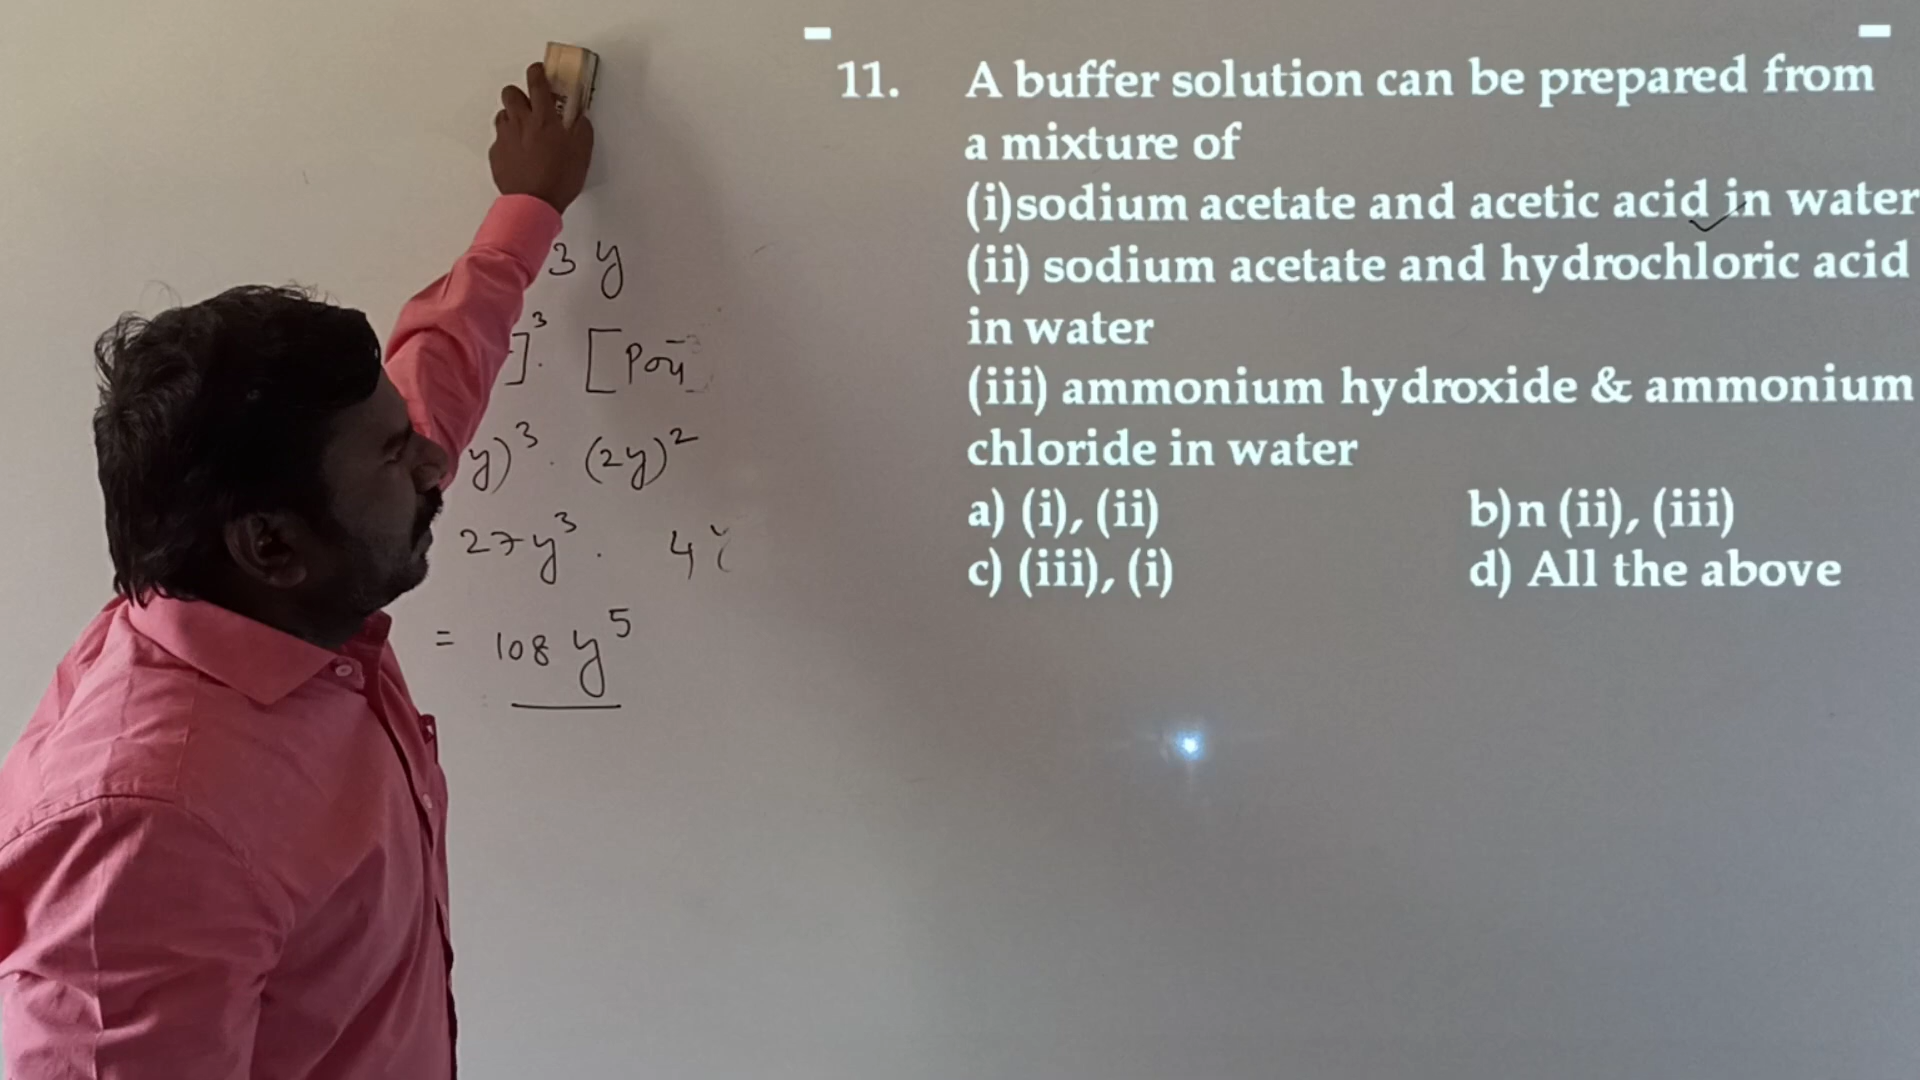 3 y
]³. [PO₄⁻³]
y)³. (2y)²
27y³. 4
= 108 y⁵
11. A buffer solution can be prepared from
a mixture of
(i)sodium acetate and acetic acid in water
(ii) sodium acetate and hydrochloric acid
in water
(iii) ammonium hydroxide & ammonium
chloride in water
a) (i), (ii) b)n (ii), (iii)
c) (iii), (i) d) All the above